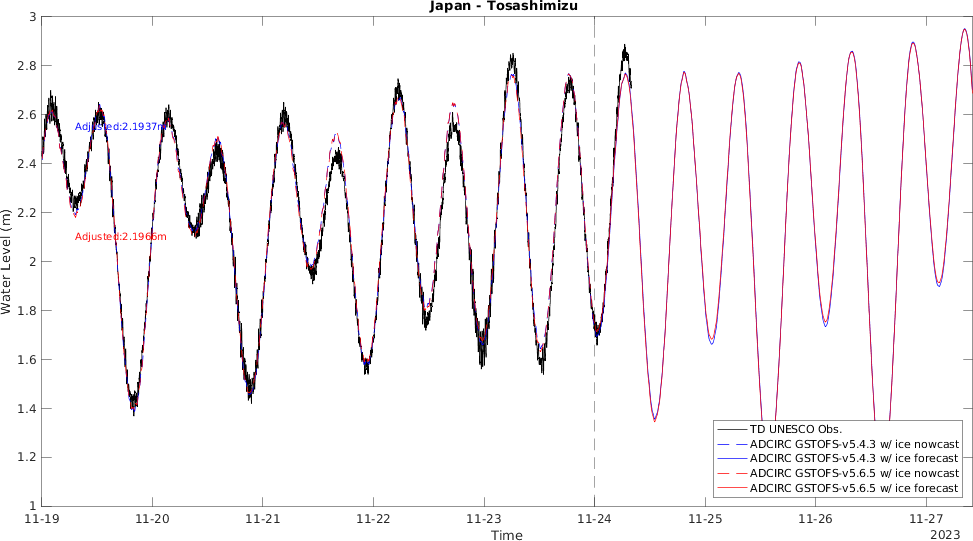 Japan - Tosashimizu
3
2.8
2.6
2.4
2.2
2
1.8
1.6
1.4
1.2
1
Water Level (m)
Adjusted:2.1937m
Adjusted:2.1966m
TD UNESCO Obs.
ADCIRC GSTOFS-v5.4.3 w/ ice nowcast
ADCIRC GSTOFS-v5.4.3 w/ ice forecast
ADCIRC GSTOFS-v5.6.5 w/ ice nowcast
ADCIRC GSTOFS-v5.6.5 w/ ice forecast
11-19 11-20 11-21 11-22 11-23 11-24 11-25 11-26 11-27
Time
2023